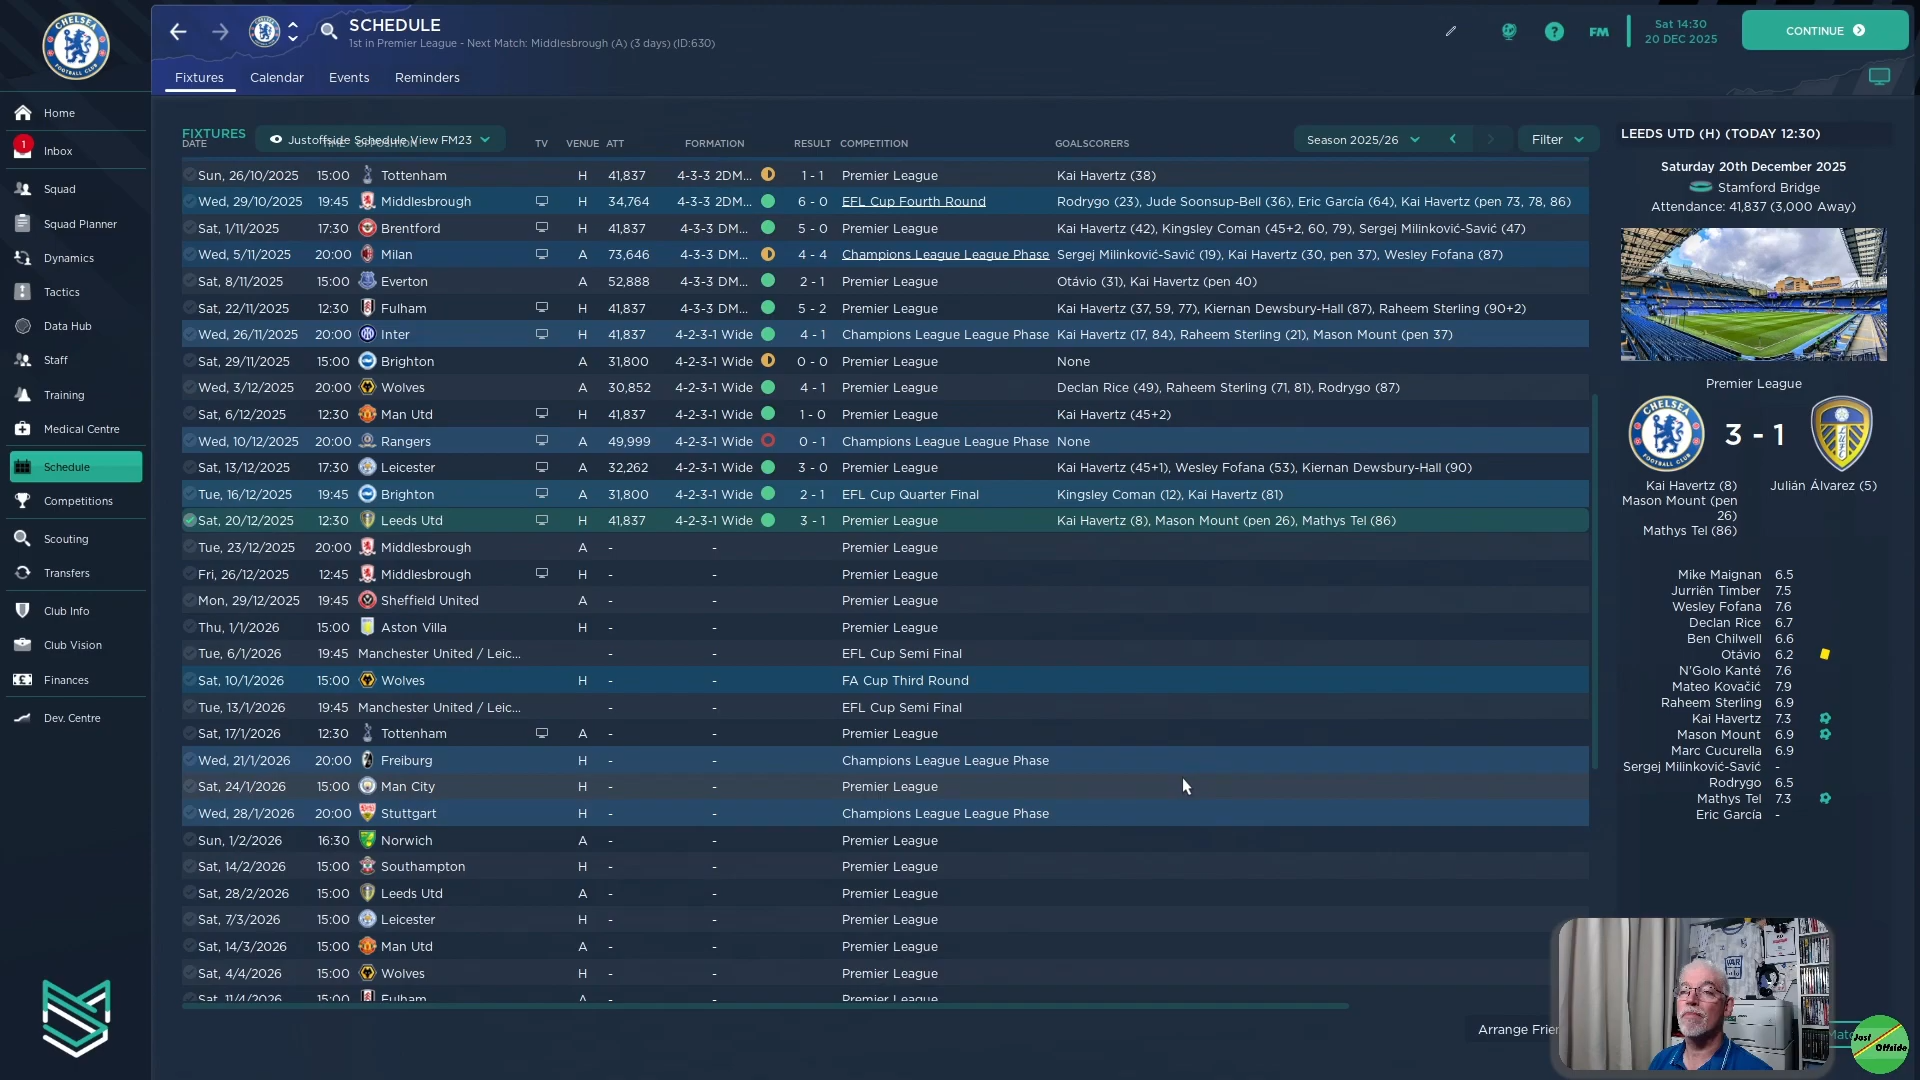 CHELSEA
FOOTBALL CLUB
SCHEDULE
1st in Premier League - Next Match: Middlesbrough (A) (3 days) (ID:630)
FM
Sat 14:30
20 DEC 2025
CONTINUE
Fixtures Calendar Events Reminders
Home
1
Inbox
Squad
Squad Planner
Dynamics
Tactics
Data Hub
Staff
Training
Medical Centre
Schedule
Competitions
Scouting
Transfers
Club Info
Club Vision
Finances
Dev. Centre
FIXTURES Justoffside Schedule View FM23 Season 2025/26 Filter
DATE TIME OPPOSITION TV VENUE ATT FORMATION RESULT COMPETITION GOALSCORERS
Sun, 26/10/2025 15:00 Tottenham H 41,837 4-3-3 2DM... 1 - 1 Premier League Kai Havertz (38)
Wed, 29/10/2025 19:45 Middlesbrough H 34,764 4-3-3 2DM... 6 - 0 EFL Cup Fourth Round Rodrygo (23), Jude Soonsup-Bell (36), Eric García (64), Kai Havertz (pen 73, 78, 86)
Sat, 1/11/2025 17:30 Brentford H 41,837 4-3-3 DM... 5 - 0 Premier League Kai Havertz (42), Kingsley Coman (45+2, 60, 79), Sergej Milinković-Savić (47)
Wed, 5/11/2025 20:00 Milan A 73,646 4-3-3 DM... 4 - 4 Champions League League Phase Sergej Milinković-Savić (19), Kai Havertz (30, pen 37), Wesley Fofana (87)
Sat, 8/11/2025 15:00 Everton A 52,888 4-3-3 DM... 2 - 1 Premier League Otávio (31), Kai Havertz (pen 40)
Sat, 22/11/2025 12:30 Fulham H 41,837 4-3-3 DM... 5 - 2 Premier League Kai Havertz (37, 59, 77), Kiernan Dewsbury-Hall (87), Raheem Sterling (90+2)
Wed, 26/11/2025 20:00 Inter H 41,837 4-2-3-1 Wide 4 - 1 Champions League League Phase Kai Havertz (17, 84), Raheem Sterling (21), Mason Mount (pen 37)
Sat, 29/11/2025 15:00 Brighton A 31,800 4-2-3-1 Wide 0 - 0 Premier League None
Wed, 3/12/2025 20:00 Wolves A 30,852 4-2-3-1 Wide 4 - 1 Premier League Declan Rice (49), Raheem Sterling (71, 81), Rodrygo (87)
Sat, 6/12/2025 12:30 Man Utd H 41,837 4-2-3-1 Wide 1 - 0 Premier League Kai Havertz (45+2)
Wed, 10/12/2025 20:00 Rangers A 49,999 4-2-3-1 Wide 0 - 1 Champions League League Phase None
Sat, 13/12/2025 17:30 Leicester A 32,262 4-2-3-1 Wide 3 - 0 Premier League Kai Havertz (45+1), Wesley Fofana (53), Kiernan Dewsbury-Hall (90)
Tue, 16/12/2025 19:45 Brighton A 31,800 4-2-3-1 Wide 2 - 1 EFL Cup Quarter Final Kingsley Coman (12), Kai Havertz (81)
Sat, 20/12/2025 12:30 Leeds Utd H 41,837 4-2-3-1 Wide 3 - 1 Premier League Kai Havertz (8), Mason Mount (pen 26), Mathys Tel (86)
Tue, 23/12/2025 20:00 Middlesbrough A - - Premier League
Fri, 26/12/2025 12:45 Middlesbrough H - - Premier League
Mon, 29/12/2025 19:45 Sheffield United A - - Premier League
Thu, 1/1/2026 15:00 Aston Villa H - - Premier League
Tue, 6/1/2026 19:45 Manchester United / Leic... - - EFL Cup Semi Final
Sat, 10/1/2026 15:00 Wolves H - - FA Cup Third Round
Tue, 13/1/2026 19:45 Manchester United / Leic... - - EFL Cup Semi Final
Sat, 17/1/2026 12:30 Tottenham A - - Premier League
Wed, 21/1/2026 20:00 Freiburg H - - Champions League League Phase
Sat, 24/1/2026 15:00 Man City H - - Premier League
Wed, 28/1/2026 20:00 Stuttgart H - - Champions League League Phase
Sun, 1/2/2026 16:30 Norwich A - - Premier League
Sat, 14/2/2026 15:00 Southampton H - - Premier League
Sat, 28/2/2026 15:00 Leeds Utd A - - Premier League
Sat, 7/3/2026 15:00 Leicester H - - Premier League
Sat, 14/3/2026 15:00 Man Utd A - - Premier League
Sat, 4/4/2026 15:00 Wolves H - - Premier League
Sat, 11/4/2026 15:00 Fulham A - - Premier League
Arrange Frien
LEEDS UTD (H) (TODAY 12:30)
Saturday 20th December 2025
Stamford Bridge
Attendance: 41,837 (3,000 Away)
Premier League
CHELSEA
FOOTBALL CLUB
3 - 1
Kai Havertz (8) Julián Álvarez (5)
Mason Mount (pen
26)
Mathys Tel (86)
Mike Maignan 6.5
Jurriën Timber 7.5
Wesley Fofana 7.6
Declan Rice 6.7
Ben Chilwell 6.6
Otávio 6.2
N'Golo Kanté 7.6
Mateo Kovačić 7.9
Raheem Sterling 6.9
Kai Havertz 7.3
Mason Mount 6.9
Marc Cucurella 6.9
Sergej Milinković-Savić -
Rodrygo 6.5
Mathys Tel 7.3
Eric García -
VAR
Just
Offside